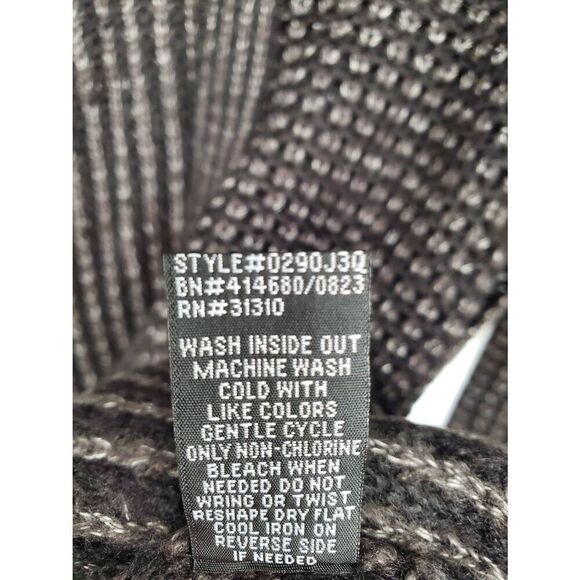 STYLE#0290J3Q
BN#414680/0823
RN#31310
WASH INSIDE OUT
MACHINE WASH
COLD WITH
LIKE COLORS
GENTLE CYCLE
ONLY NON-CHLORINE
BLEACH WHEN
NEEDED DO NOT
WRING OR TWIST
RESHAPE DRY FLAT
COOL IRON ON
REVERSE SIDE
IF NEEDED